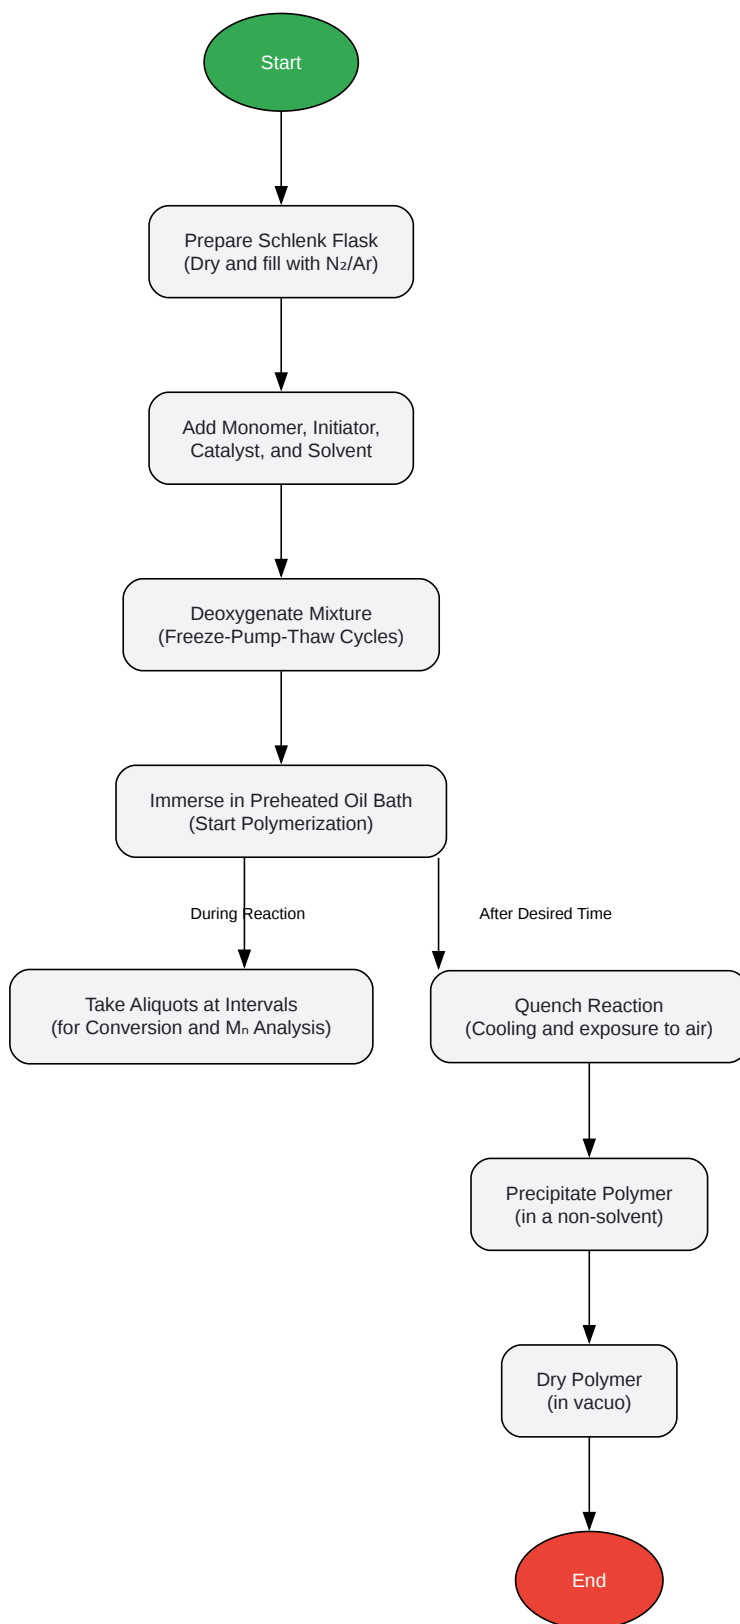 Start
Prepare Schlenk Flask
(Dry and fill with N₂/Ar)
Add Monomer, Initiator,
Catalyst, and Solvent
Deoxygenate Mixture
(Freeze-Pump-Thaw Cycles)
Immerse in Preheated Oil Bath
(Start Polymerization)
During Reaction
After Desired Time
Take Aliquots at Intervals
(for Conversion and Mₙ Analysis)
Quench Reaction
(Cooling and exposure to air)
Precipitate Polymer
(in a non-solvent)
Dry Polymer
(in vacuo)
End